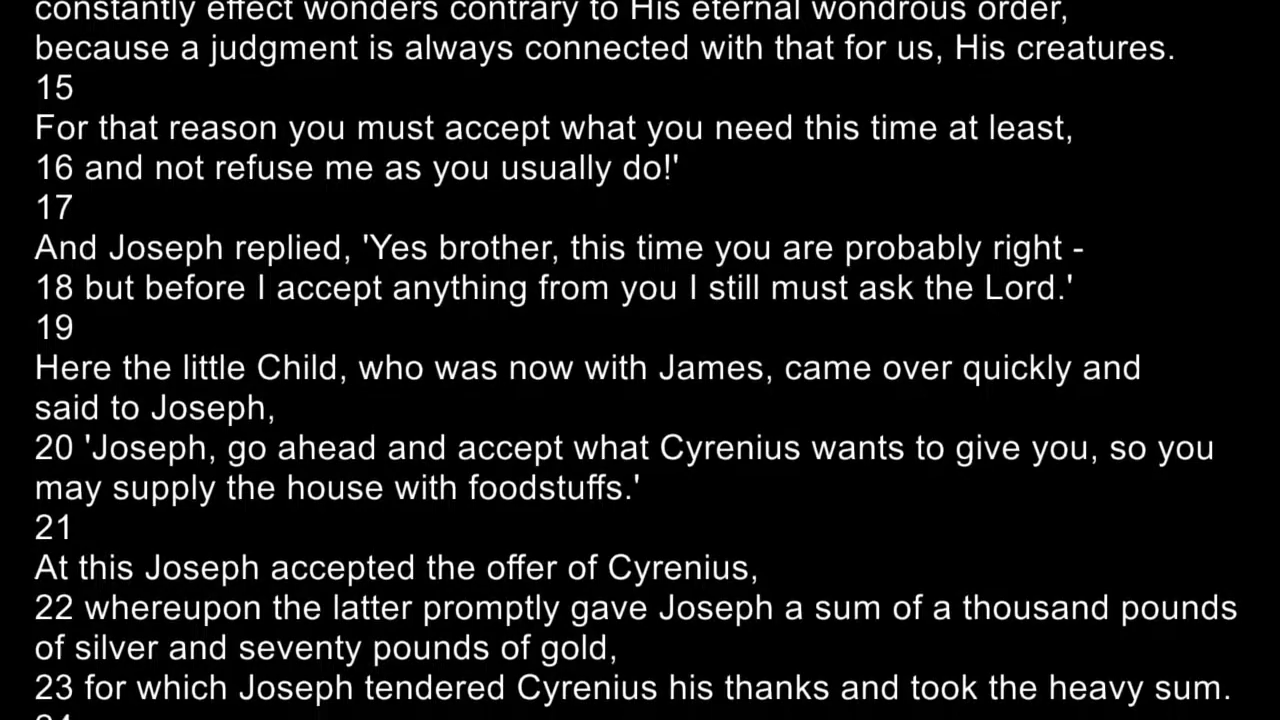 constantly effect wonders contrary to His eternal wondrous order,
because a judgment is always connected with that for us, His creatures.
15
For that reason you must accept what you need this time at least,
16 and not refuse me as you usually do!'
17
And Joseph replied, 'Yes brother, this time you are probably right -
18 but before I accept anything from you I still must ask the Lord.'
19
Here the little Child, who was now with James, came over quickly and
said to Joseph,
20 'Joseph, go ahead and accept what Cyrenius wants to give you, so you
may supply the house with foodstuffs.'
21
At this Joseph accepted the offer of Cyrenius,
22 whereupon the latter promptly gave Joseph a sum of a thousand pounds
of silver and seventy pounds of gold,
23 for which Joseph tendered Cyrenius his thanks and took the heavy sum.